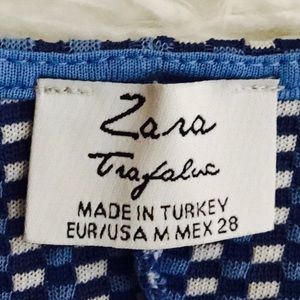 Zara
Trafaluc
MADE IN TURKEY
EUR/USA M MEX 28